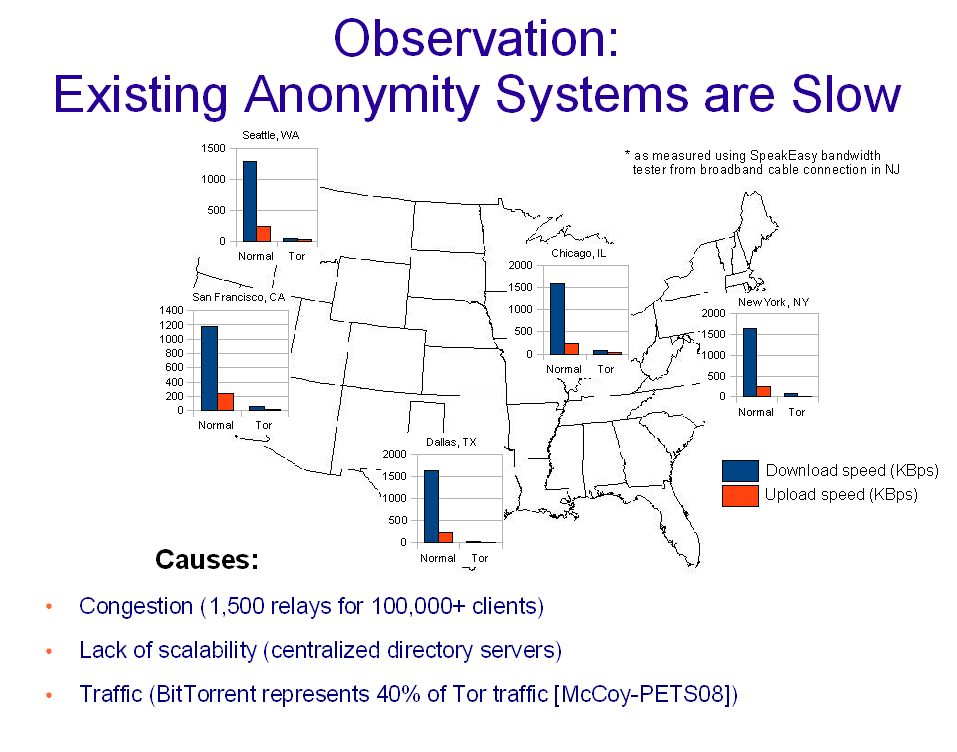 Observation:
Existing Anonymity Systems are Slow
Seattle, WA
1500
1000
500
0
Normal Tor
* as measured using SpeakEasy bandwidth
tester from broadband cable connection in NJ
Chicago, IL
2000
1500
1000
500
0
Normal Tor
San Francisco, CA
1400
1200
1000
800
600
400
200
0
Normal Tor
New York, NY
2000
1500
1000
500
0
Normal Tor
Dallas, TX
2000
1500
1000
500
0
Normal Tor
Download speed (KBps)
Upload speed (KBps)
Causes:
• Congestion (1,500 relays for 100,000+ clients)
• Lack of scalability (centralized directory servers)
• Traffic (BitTorrent represents 40% of Tor traffic [McCoy-PETS08])